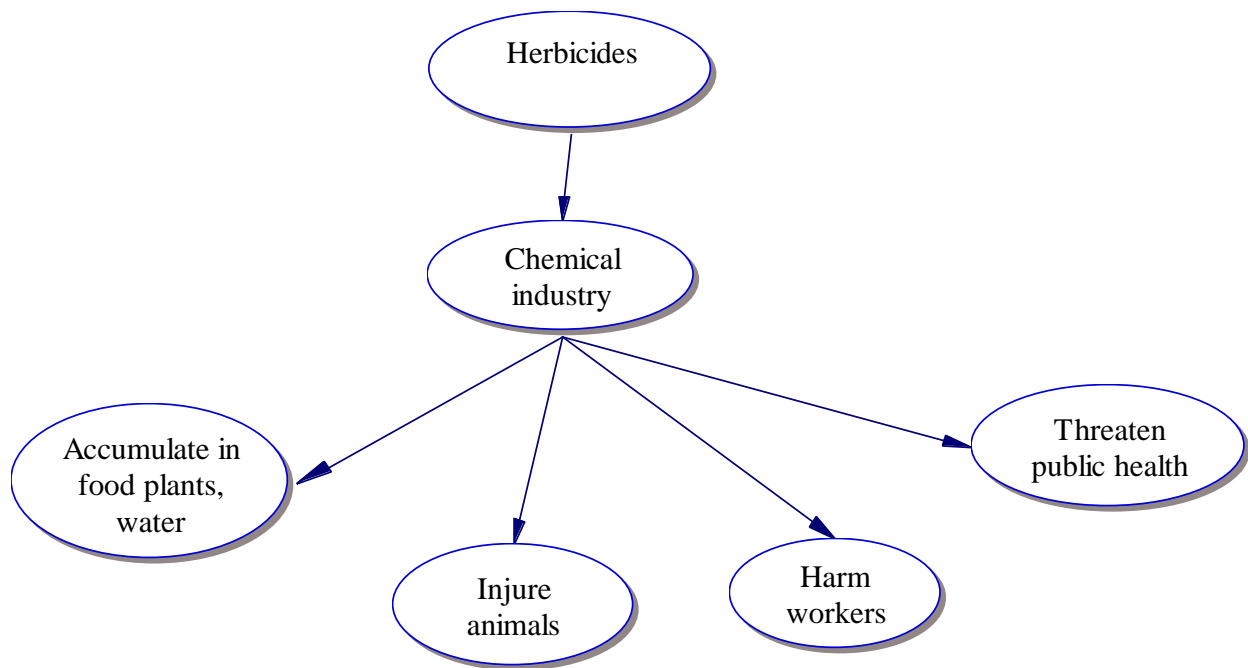 Herbicides
Chemical
industry
Accumulate in
food plants,
water
Threaten
public health
Injure
animals
Harm
workers